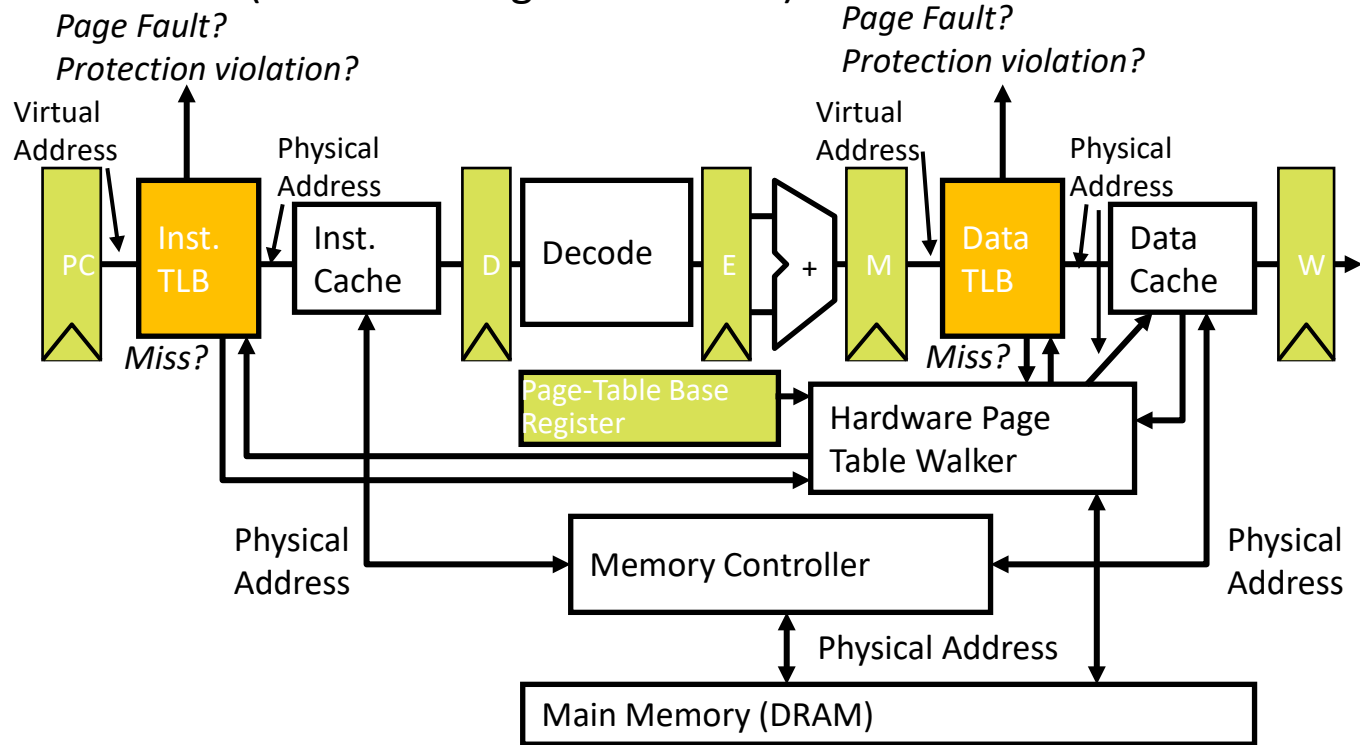 Page Fault?
Protection violation?
Page Fault?
Protection violation?
Virtual
Address
Physical
Address
Virtual
Address
Physical
Address
PC
Inst.
TLB
Inst.
Cache
D
Decode
E
+
M
Data
TLB
Data
Cache
W
Miss?
Miss?
Page-Table Base
Register
Hardware Page
Table Walker
Physical
Address
Memory Controller
Physical
Address
Physical Address
Main Memory (DRAM)